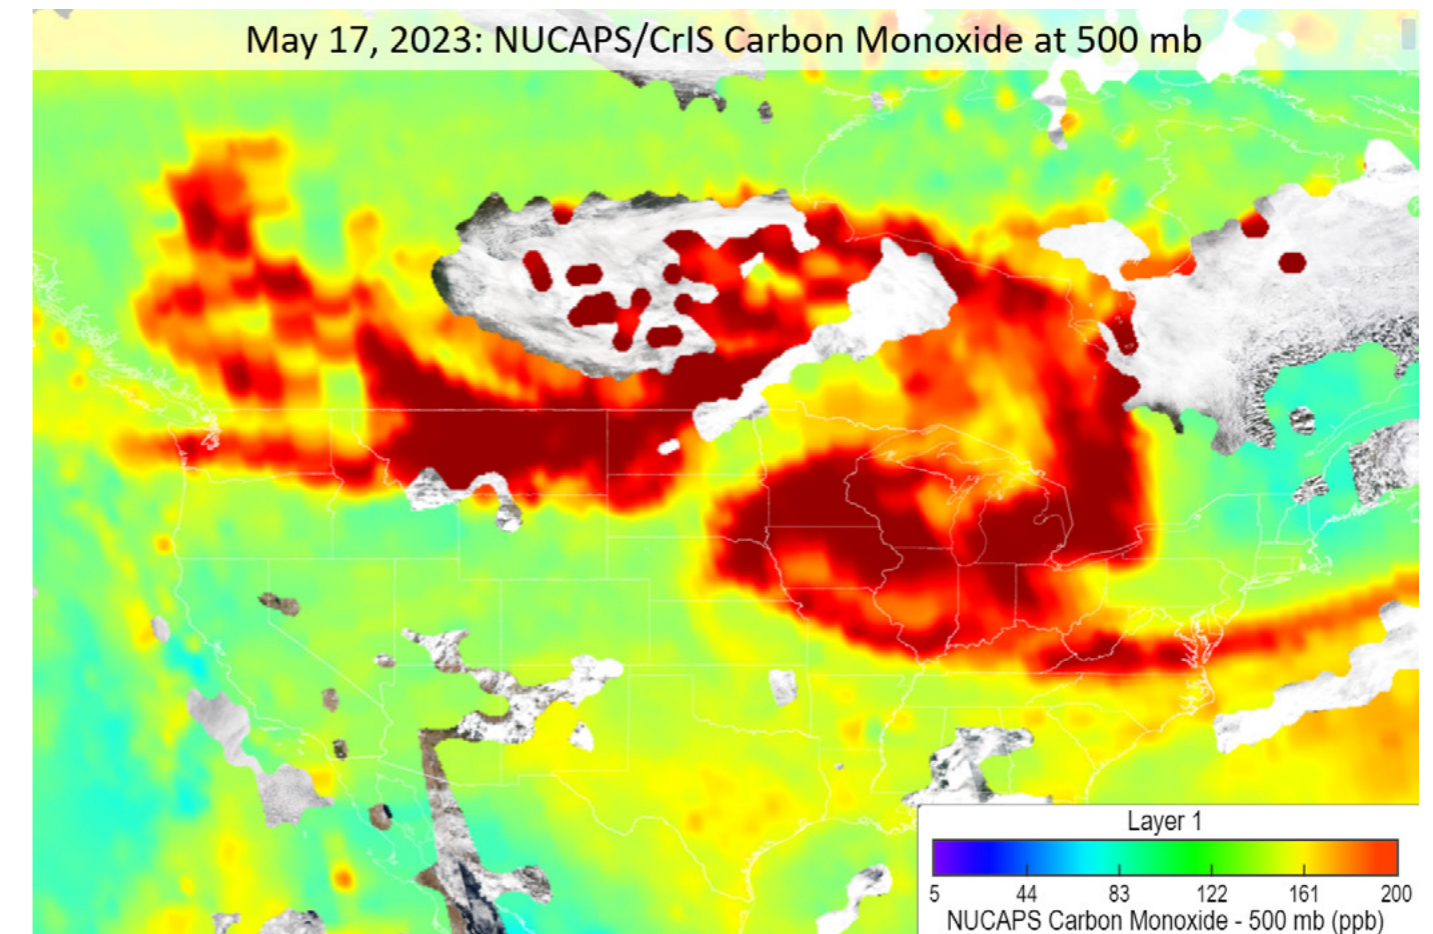 May 17, 2023: NUCAPS/CrIS Carbon Monoxide at 500 mb
Layer 1
5 44 83 122 161 200
NUCAPS Carbon Monoxide - 500 mb (ppb)